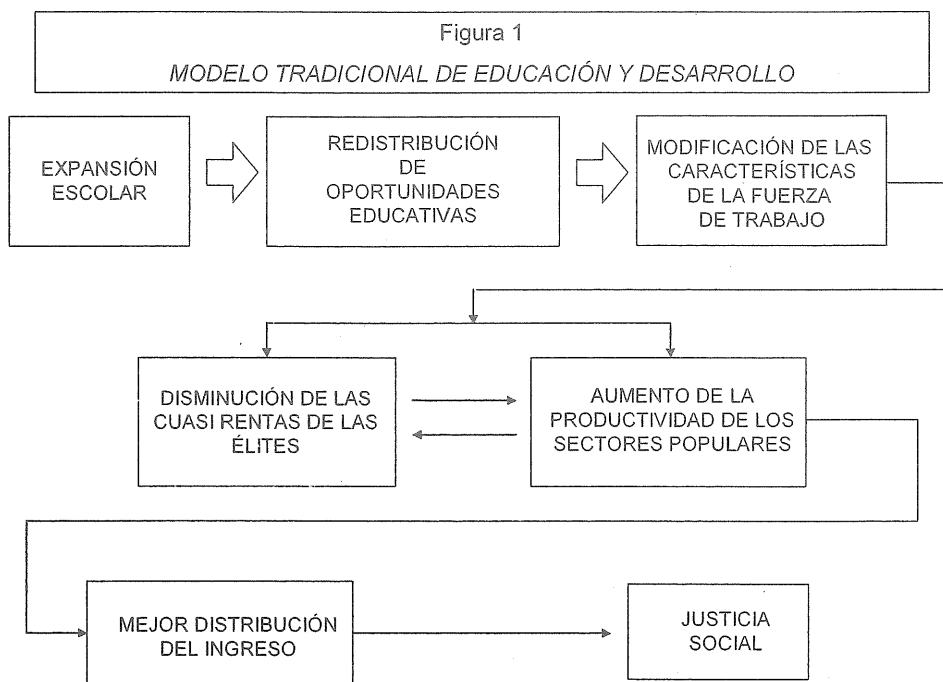 Figura 1
MODELO TRADICIONAL DE EDUCACIÓN Y DESARROLLO
EXPANSIÓN
ESCOLAR
REDISTRIBUCIÓN
DE
OPORTUNIDADES
EDUCATIVAS
MODIFICACIÓN DE LAS
CARACTERÍSTICAS
DE LA FUERZA
DE TRABAJO
DISMINUCIÓN DE LAS
CUASI RENTAS DE LAS
ÉLITES
AUMENTO DE LA
PRODUCTIVIDAD DE LOS
SECTORES POPULARES
MEJOR DISTRIBUCIÓN
DEL INGRESO
JUSTICIA
SOCIAL